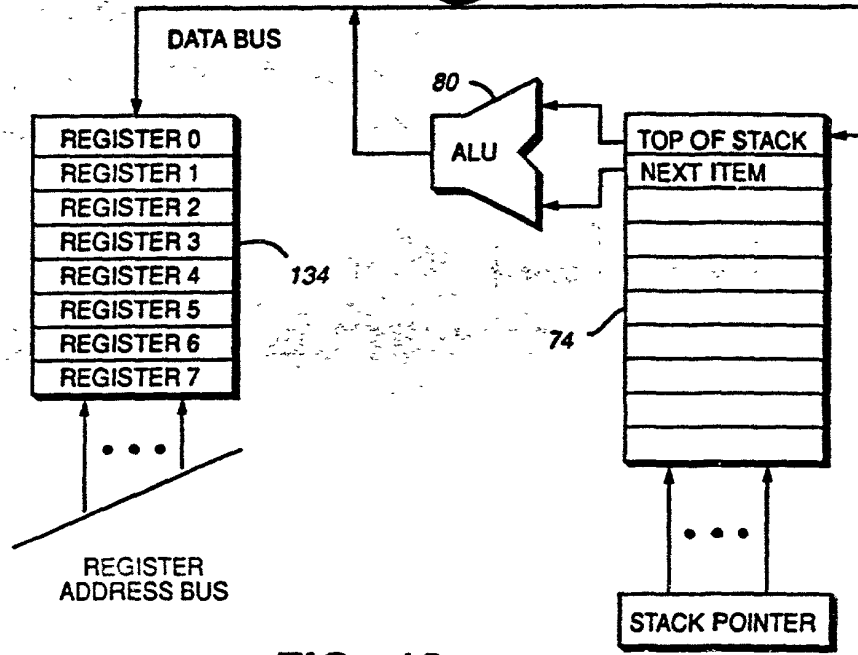 DATA BUS
80
REGISTER 0
REGISTER 1
REGISTER 2
REGISTER 3
REGISTER 4
REGISTER 5
REGISTER 6
REGISTER 7
134
ALU
TOP OF STACK
NEXT ITEM
74
REGISTER
ADDRESS BUS
STACK POINTER